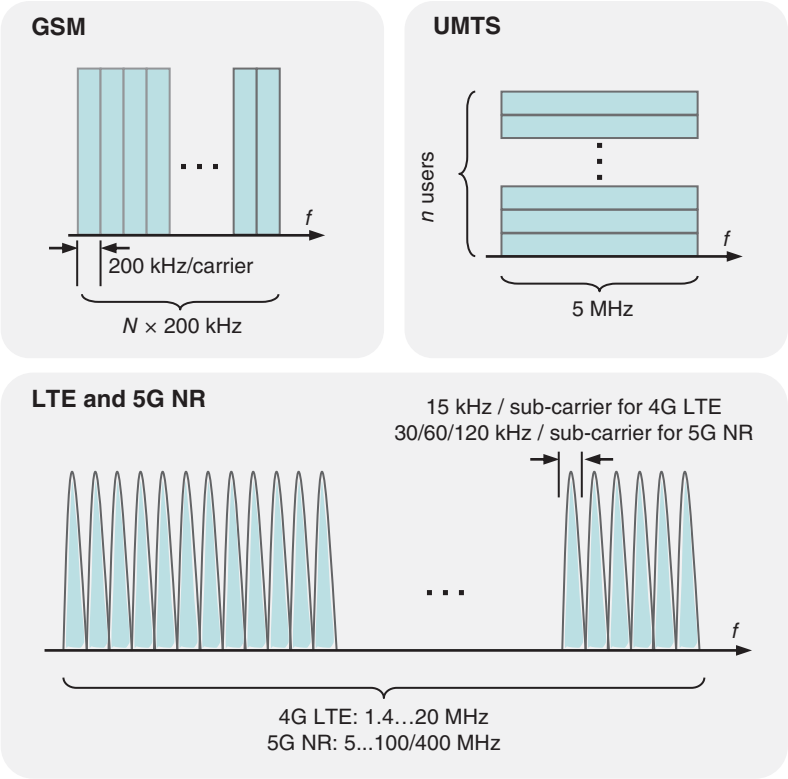 GSM
f
200 kHz/carrier
N × 200 kHz
UMTS
n users
f
5 MHz
LTE and 5G NR
15 kHz / sub-carrier for 4G LTE
30/60/120 kHz / sub-carrier for 5G NR
f
4G LTE: 1.4…20 MHz
5G NR: 5...100/400 MHz